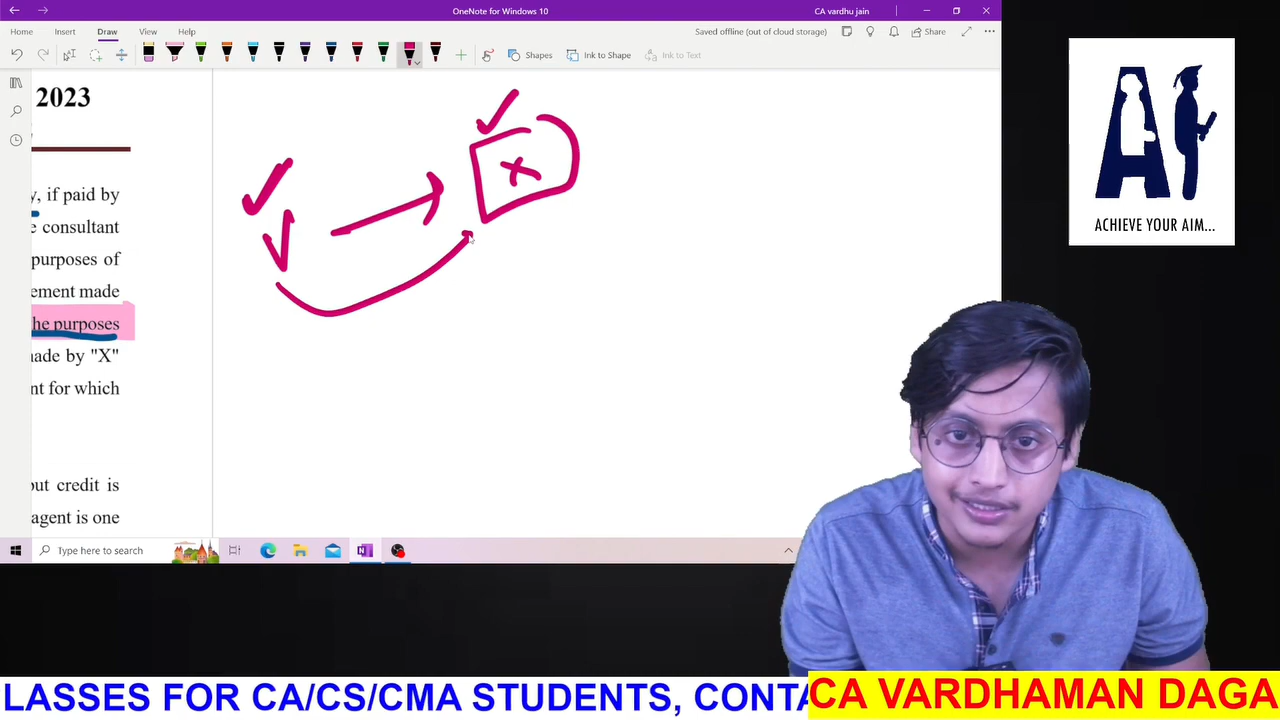 OneNote for Windows 10
CA vardhu jain
Home Insert Draw View Help
Saved offline (out of cloud storage)
Share
Shapes
Ink to Shape
Ink to Text
2023
y, if paid by
e consultant
purposes of
ement made
he purposes
ade by "X"
nt for which
ut credit is
agent is one
X
AI
ACHIEVE YOUR AIM...
Type here to search
LASSES FOR CA/CS/CMA STUDENTS, CONTA
CA VARDHAMAN DAGA